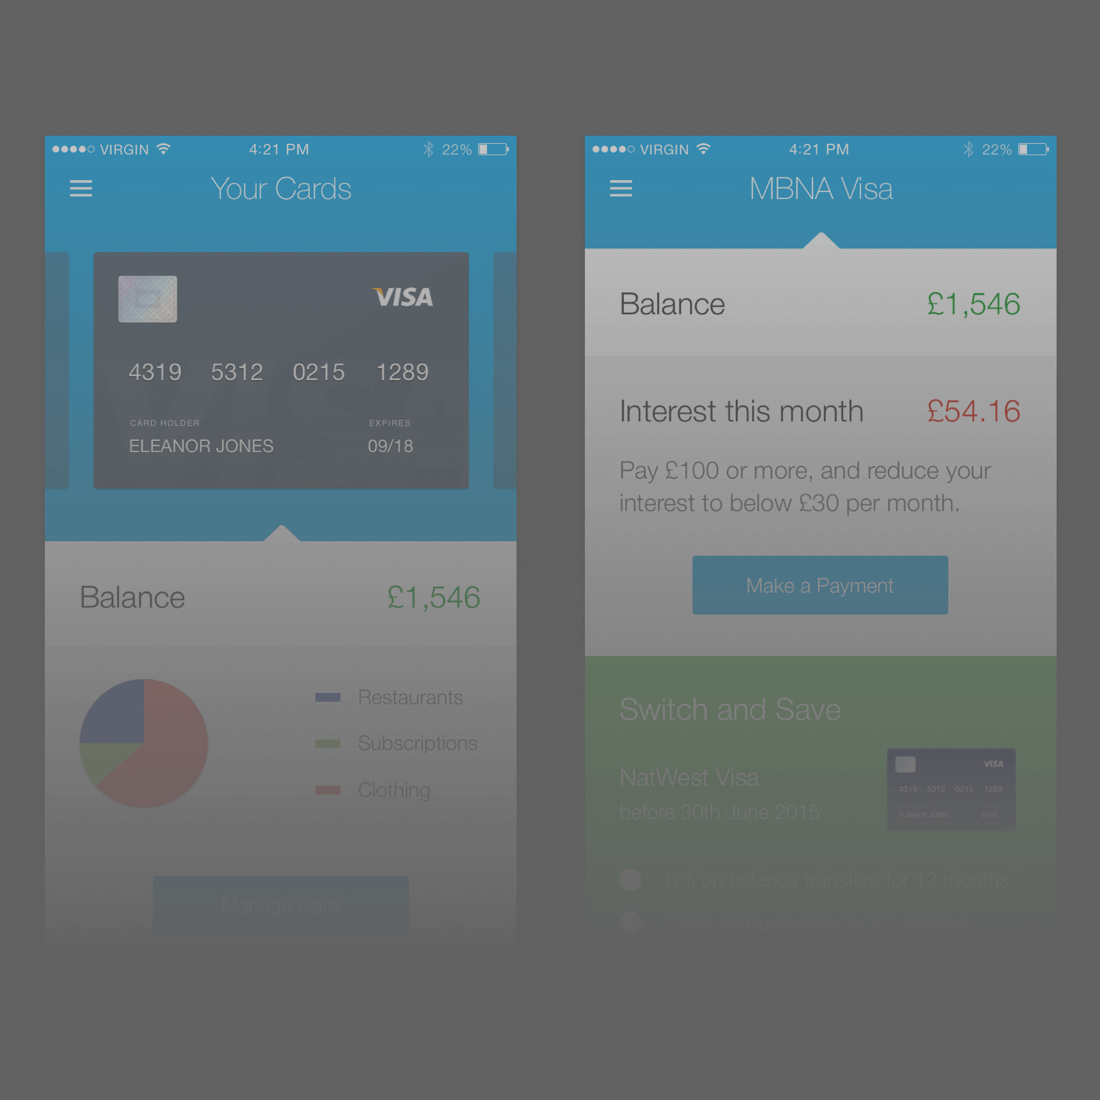 VIRGIN 4:21 PM 22%
Your Cards
VISA
4319 5312 0215 1289
CARD HOLDER EXPIRES
ELEANOR JONES 09/18
Balance £1,546
Restaurants
Subscriptions
Clothing
Manage Card
VIRGIN 4:21 PM 22%
MBNA Visa
Balance £1,546
Interest this month £54.16
Pay £100 or more, and reduce your
interest to below £30 per month.
Make a Payment
Switch and Save
NatWest Visa
before 30th June 2015
VISA
4319 5312 0215 1289
ELEANOR JONES 09/18
0% on balance transfers for 12 months